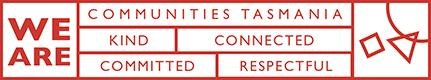 WE ARE
COMMUNITIES TASMANIA
KIND CONNECTED
COMMITTED RESPECTFUL